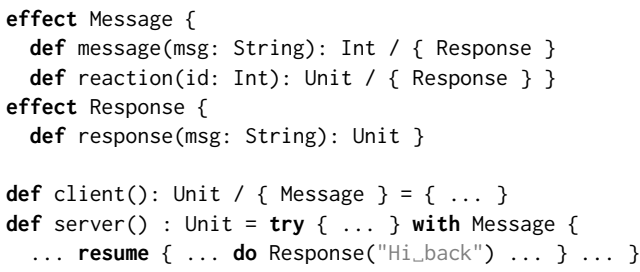 effect Message {
  def message(msg: String): Int / { Response }
  def reaction(id: Int): Unit / { Response } }
effect Response {
  def response(msg: String): Unit }

def client(): Unit / { Message } = { ... }
def server() : Unit = try { ... } with Message {
  ... resume { ... do Response("Hi␣back") ... } ... }